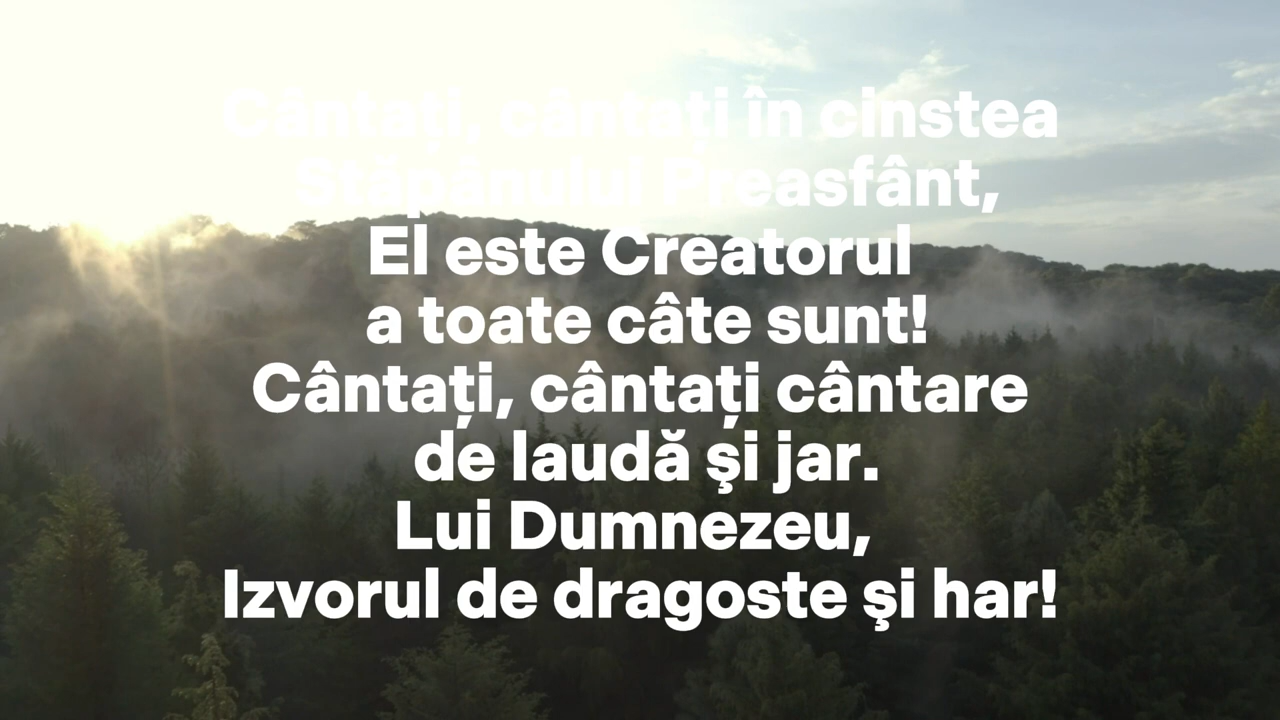 Cântați, cântați în cinstea
Stăpânului Preasfânt,
El este Creatorul
a toate câte sunt!
Cântați, cântați cântare
de laudă şi jar.
Lui Dumnezeu,
Izvorul de dragoste şi har!